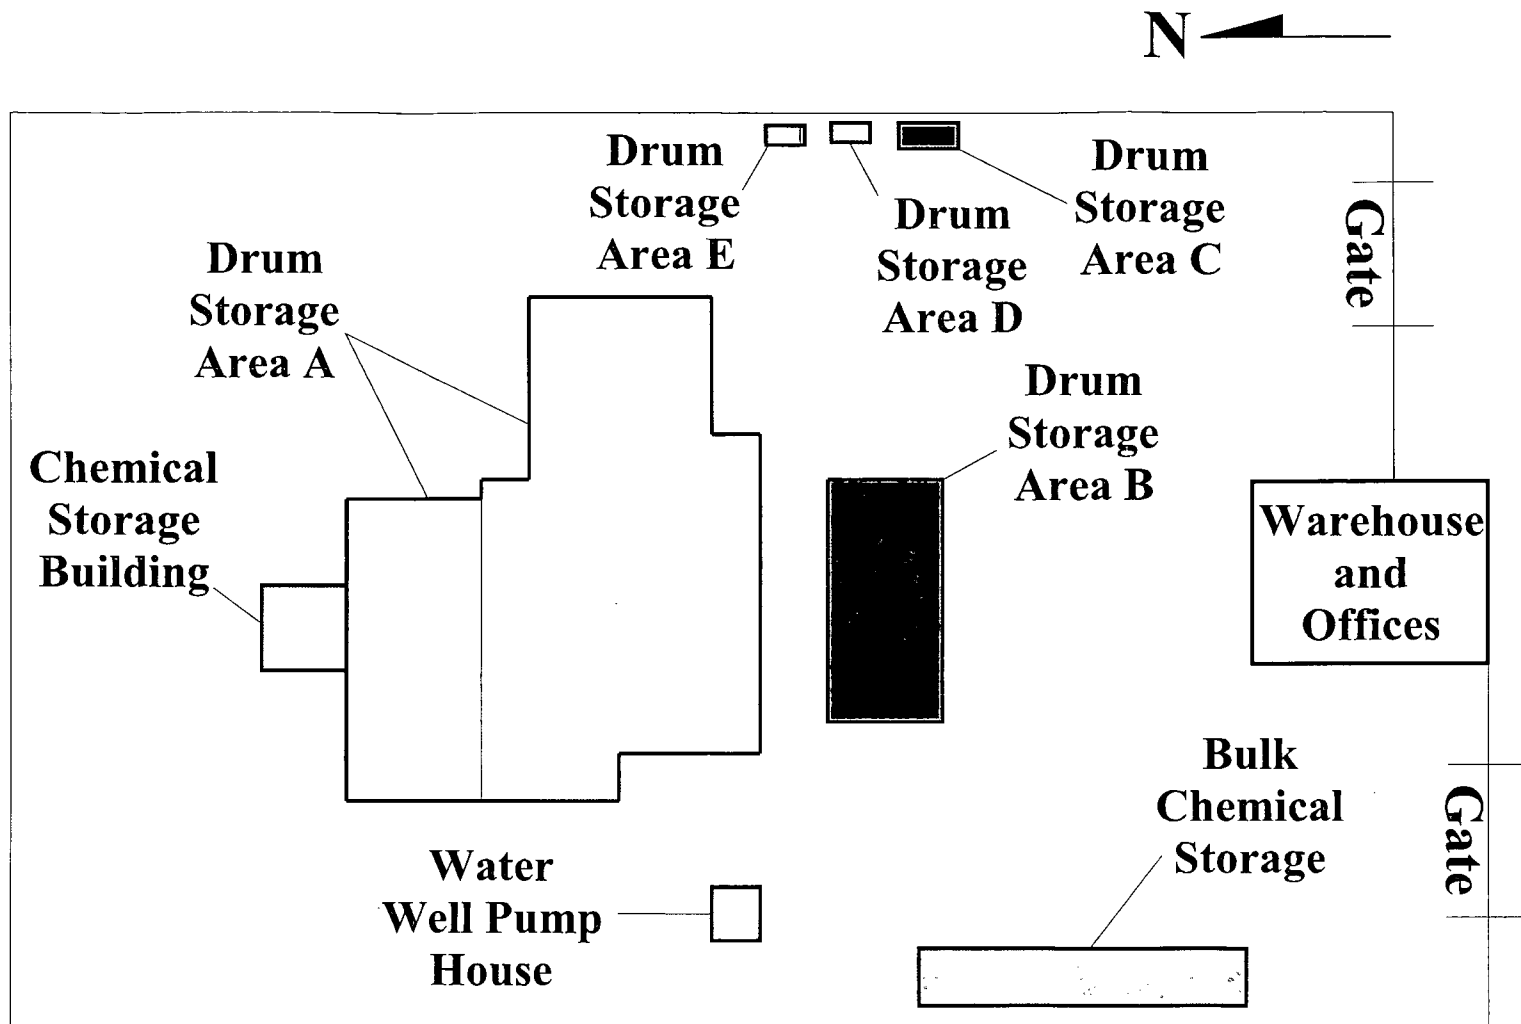 N
Drum
Storage
Area E
Drum
Storage
Area D
Drum
Storage
Area C
Gate
Drum
Storage
Area A
Drum
Storage
Area B
Chemical
Storage
Building
Warehouse
and
Offices
Bulk
Chemical
Storage
Gate
Water
Well Pump
House